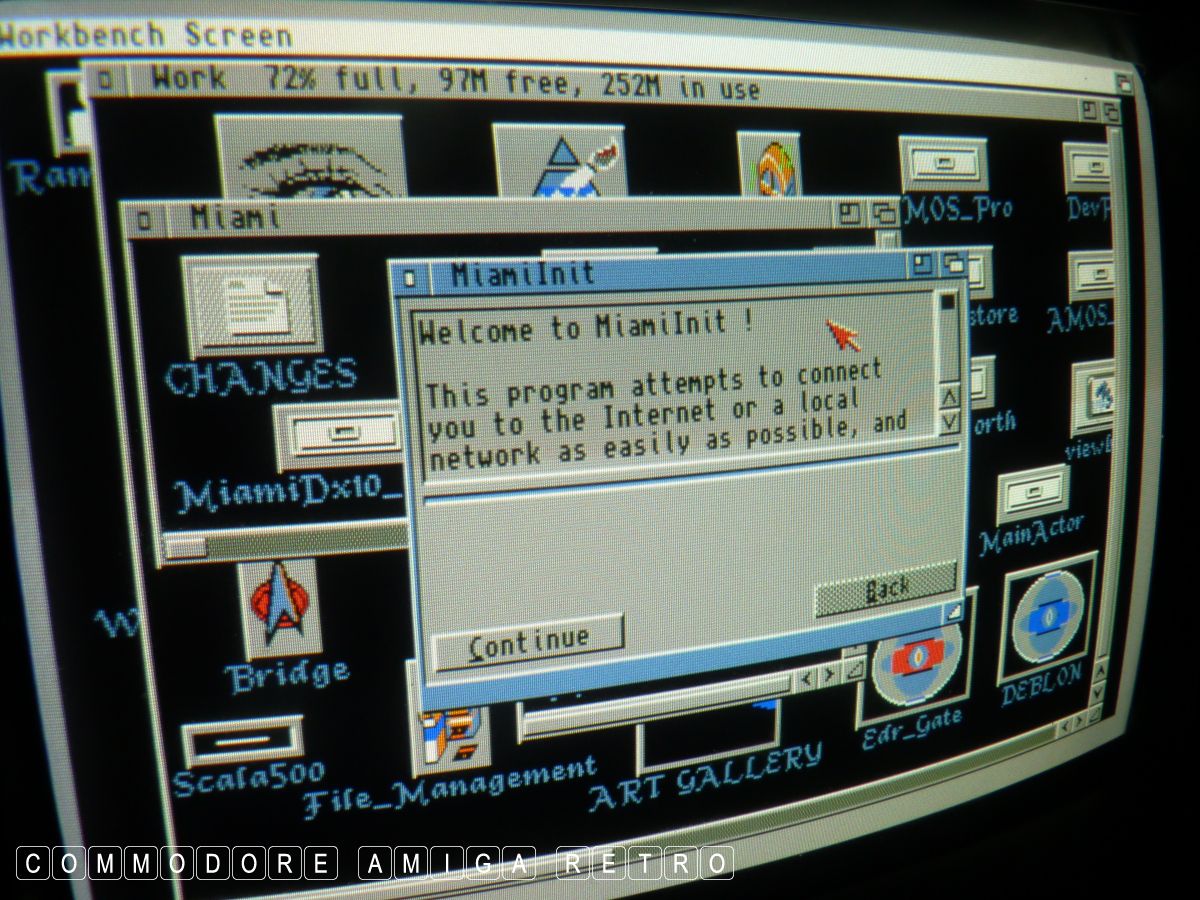 Workbench Screen
Work 72% full, 97M free, 252M in use
Ram
MOS_Pro
Miami
MiamiInit
Welcome to MiamiInit !
This program attempts to connect
you to the Internet or a local
network as easily as possible, and
CHANGES
store
AMOS_
MiamiDx10_
orth
MainActor
Back
Continue
Bridge
DEBLON
Edr_Gate
Scala500
File_Management
ART GALLERY
COMMODORE AMIGA RETRO